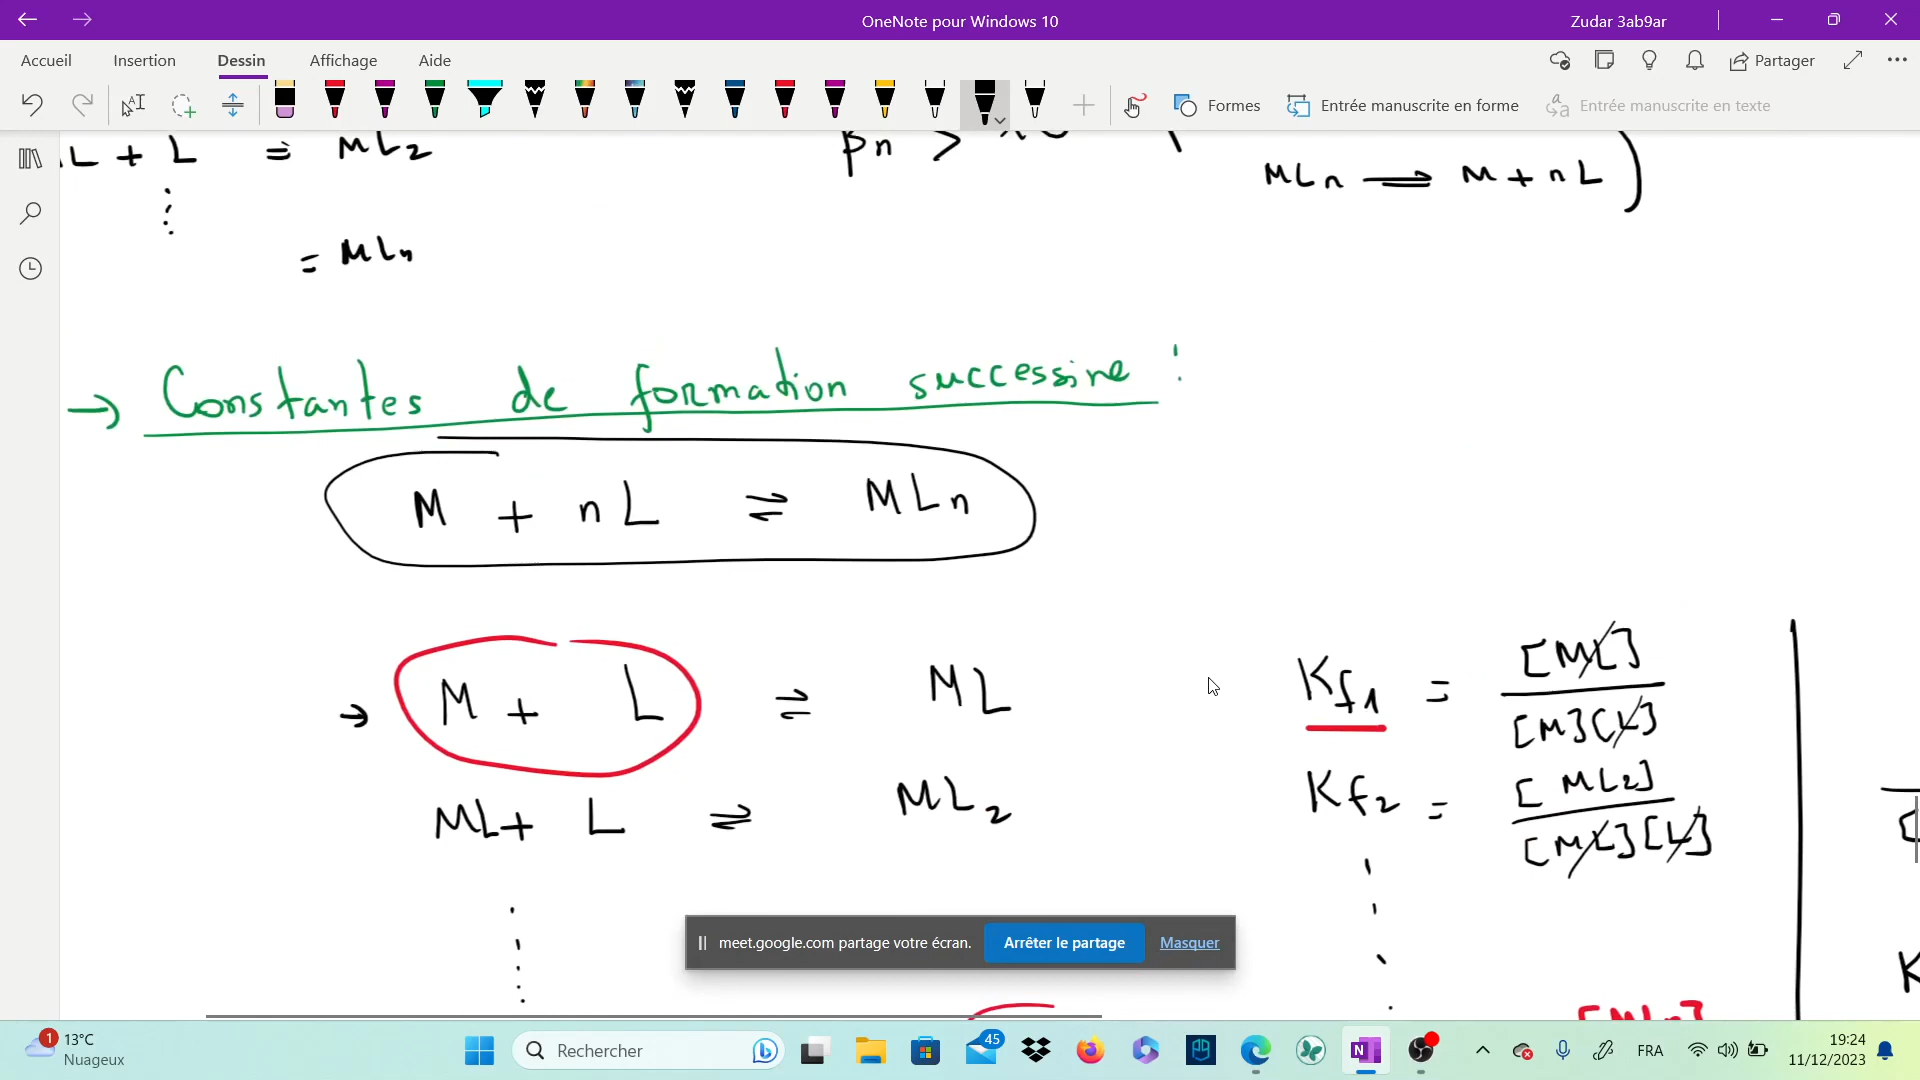 OneNote pour Windows 10
Zudar 3ab9ar
Accueil Insertion Dessin Affichage Aide
Partager
Formes Entrée manuscrite en forme Entrée manuscrite en texte
L + L ⇌ ML2
βn >
MLn ⇌ M + nL )
= MLn
→ Constantes de formation successive :
M + nL ⇌ MLn
→ M + L ⇌ ML Kf1 = [ML] / [M][L]
ML + L ⇌ ML2 Kf2 = [ML2] / [ML][L]
meet.google.com partage votre écran. Arrêter le partage Masquer
[MLn]
1 13°C
Nuageux
Rechercher
45
FRA
19:24
11/12/2023